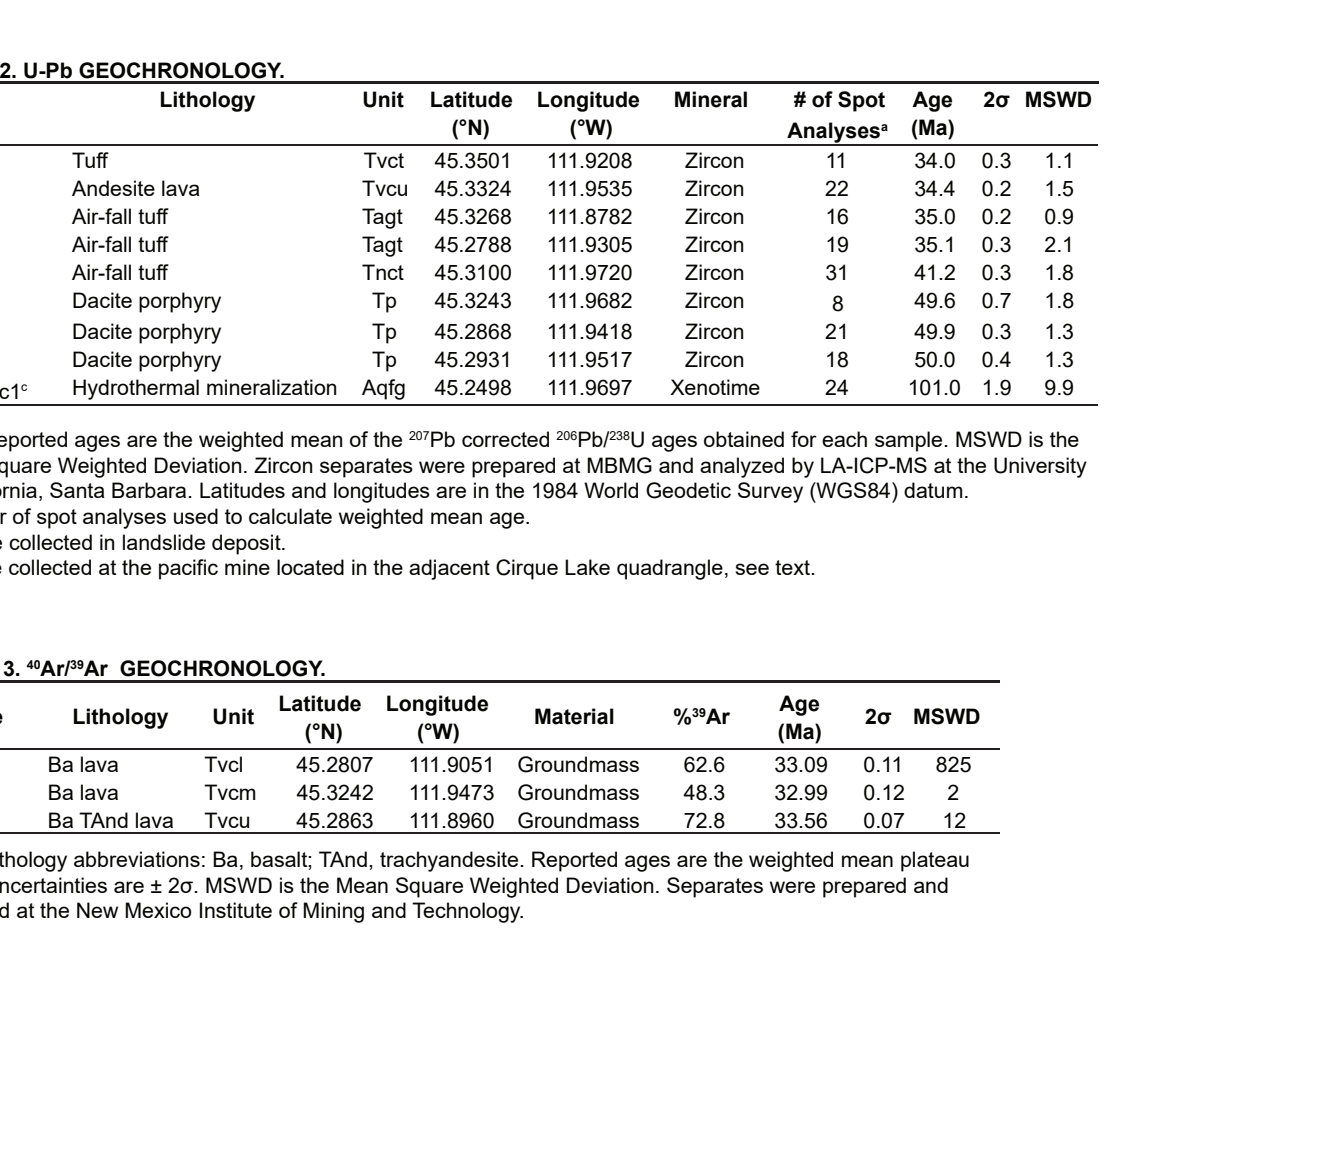 2. U-Pb GEOCHRONOLOGY.
Lithology Unit Latitude (°N) Longitude (°W) Mineral # of Spot Analysesᵃ Age (Ma) 2σ MSWD
Tuff Tvct 45.3501 111.9208 Zircon 11 34.0 0.3 1.1
Andesite lava Tvcu 45.3324 111.9535 Zircon 22 34.4 0.2 1.5
Air-fall tuff Tagt 45.3268 111.8782 Zircon 16 35.0 0.2 0.9
Air-fall tuff Tagt 45.2788 111.9305 Zircon 19 35.1 0.3 2.1
Air-fall tuff Tnct 45.3100 111.9720 Zircon 31 41.2 0.3 1.8
Dacite porphyry Tp 45.3243 111.9682 Zircon 8 49.6 0.7 1.8
Dacite porphyry Tp 45.2868 111.9418 Zircon 21 49.9 0.3 1.3
Dacite porphyry Tp 45.2931 111.9517 Zircon 18 50.0 0.4 1.3
c1ᶜ Hydrothermal mineralization Aqfg 45.2498 111.9697 Xenotime 24 101.0 1.9 9.9
eported ages are the weighted mean of the ²⁰⁷Pb corrected ²⁰⁶Pb/²³⁸U ages obtained for each sample. MSWD is the
quare Weighted Deviation. Zircon separates were prepared at MBMG and analyzed by LA-ICP-MS at the University
ornia, Santa Barbara. Latitudes and longitudes are in the 1984 World Geodetic Survey (WGS84) datum.
r of spot analyses used to calculate weighted mean age.
e collected in landslide deposit.
e collected at the pacific mine located in the adjacent Cirque Lake quadrangle, see text.
3. ⁴⁰Ar/³⁹Ar GEOCHRONOLOGY.
e Lithology Unit Latitude (°N) Longitude (°W) Material %³⁹Ar Age (Ma) 2σ MSWD
Ba lava Tvcl 45.2807 111.9051 Groundmass 62.6 33.09 0.11 825
Ba lava Tvcm 45.3242 111.9473 Groundmass 48.3 32.99 0.12 2
Ba TAnd lava Tvcu 45.2863 111.8960 Groundmass 72.8 33.56 0.07 12
thology abbreviations: Ba, basalt; TAnd, trachyandesite. Reported ages are the weighted mean plateau
ncertainties are ± 2σ. MSWD is the Mean Square Weighted Deviation. Separates were prepared and
d at the New Mexico Institute of Mining and Technology.